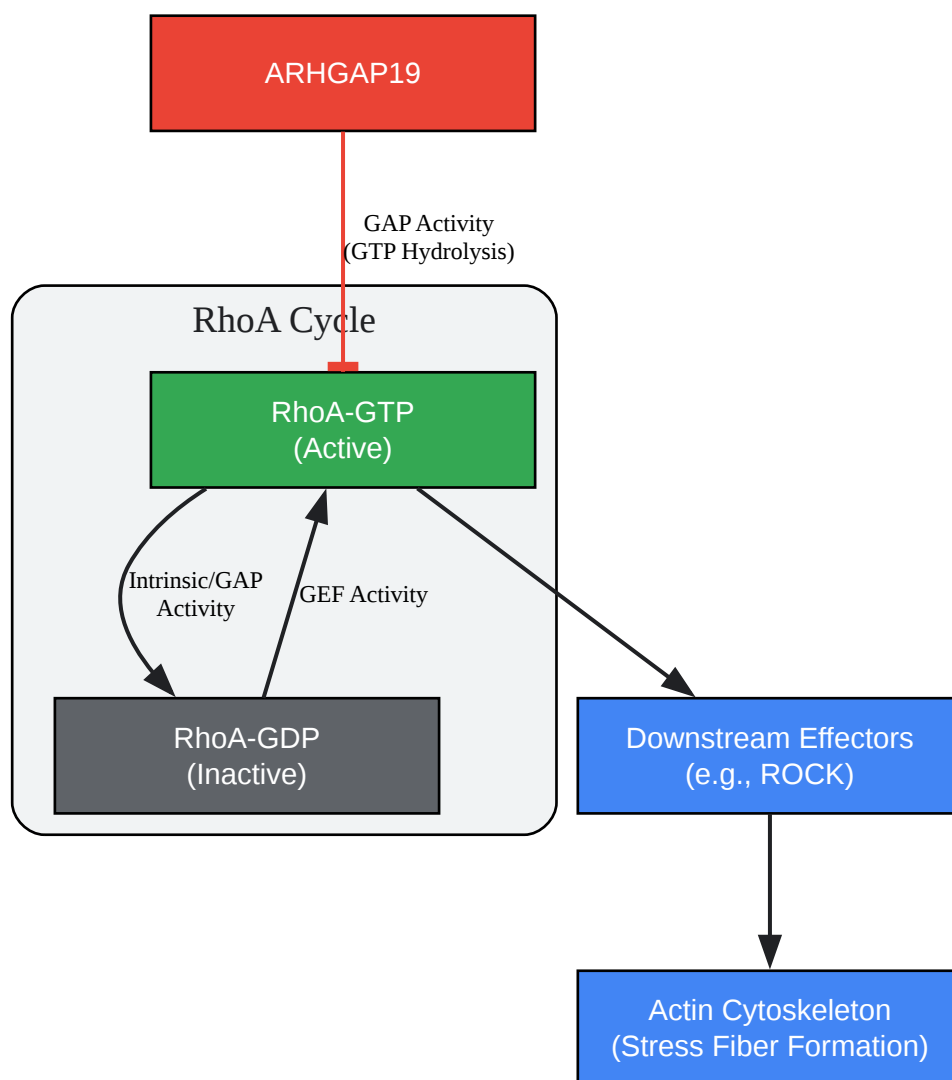 ARHGAP19
GAP Activity
(GTP Hydrolysis)
RhoA Cycle
RhoA-GTP
(Active)
Intrinsic/GAP
Activity
GEF Activity
RhoA-GDP
(Inactive)
Downstream Effectors
(e.g., ROCK)
Actin Cytoskeleton
(Stress Fiber Formation)